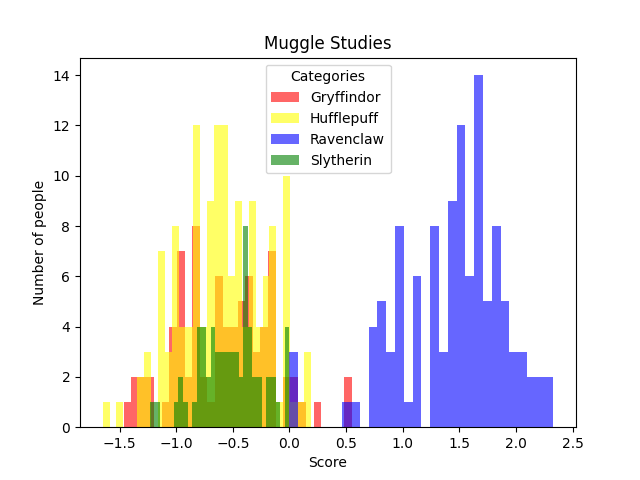 Muggle Studies
Categories
Gryffindor
Hufflepuff
Ravenclaw
Slytherin
Number of people
14
12
10
8
6
4
2
0
−1.5 −1.0 −0.5 0.0 0.5 1.0 1.5 2.0 2.5
Score